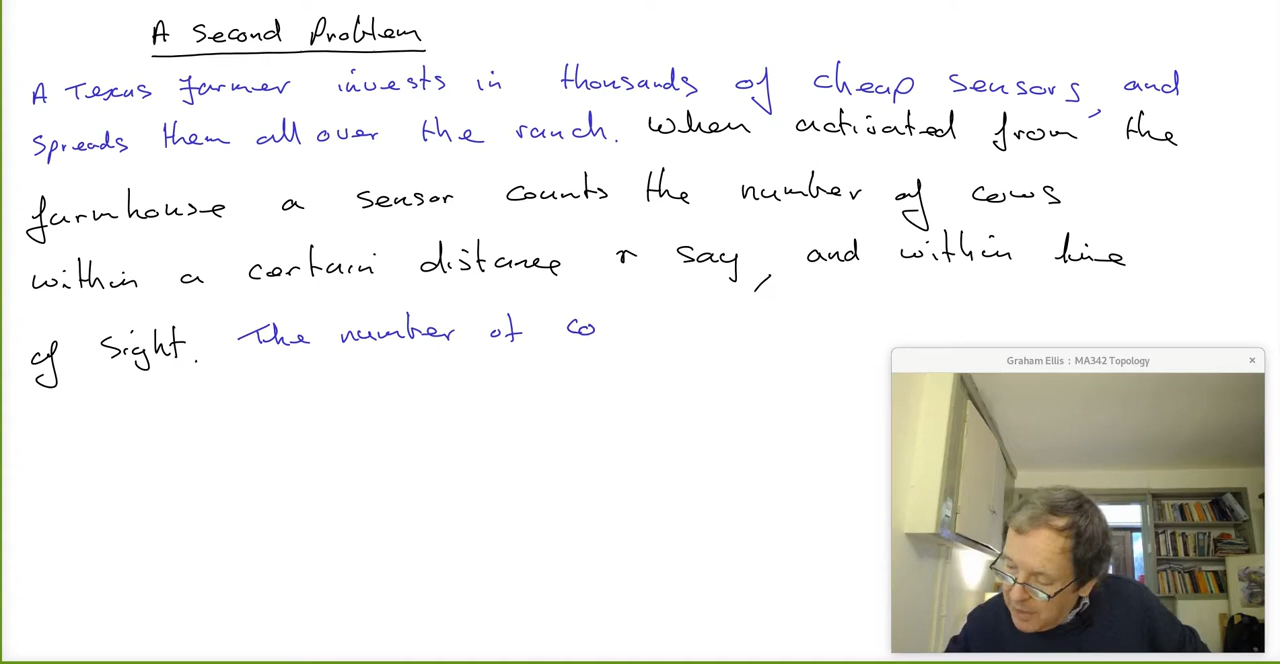 A Second Problem
A Texas farmer invests in thousands of cheap sensors, and
spreads them all over the ranch. When activated from the
farmhouse a sensor counts the number of cows
within a certain distance r say, and within line
of sight. The number of co
Graham Ellis : MA342 Topology
×